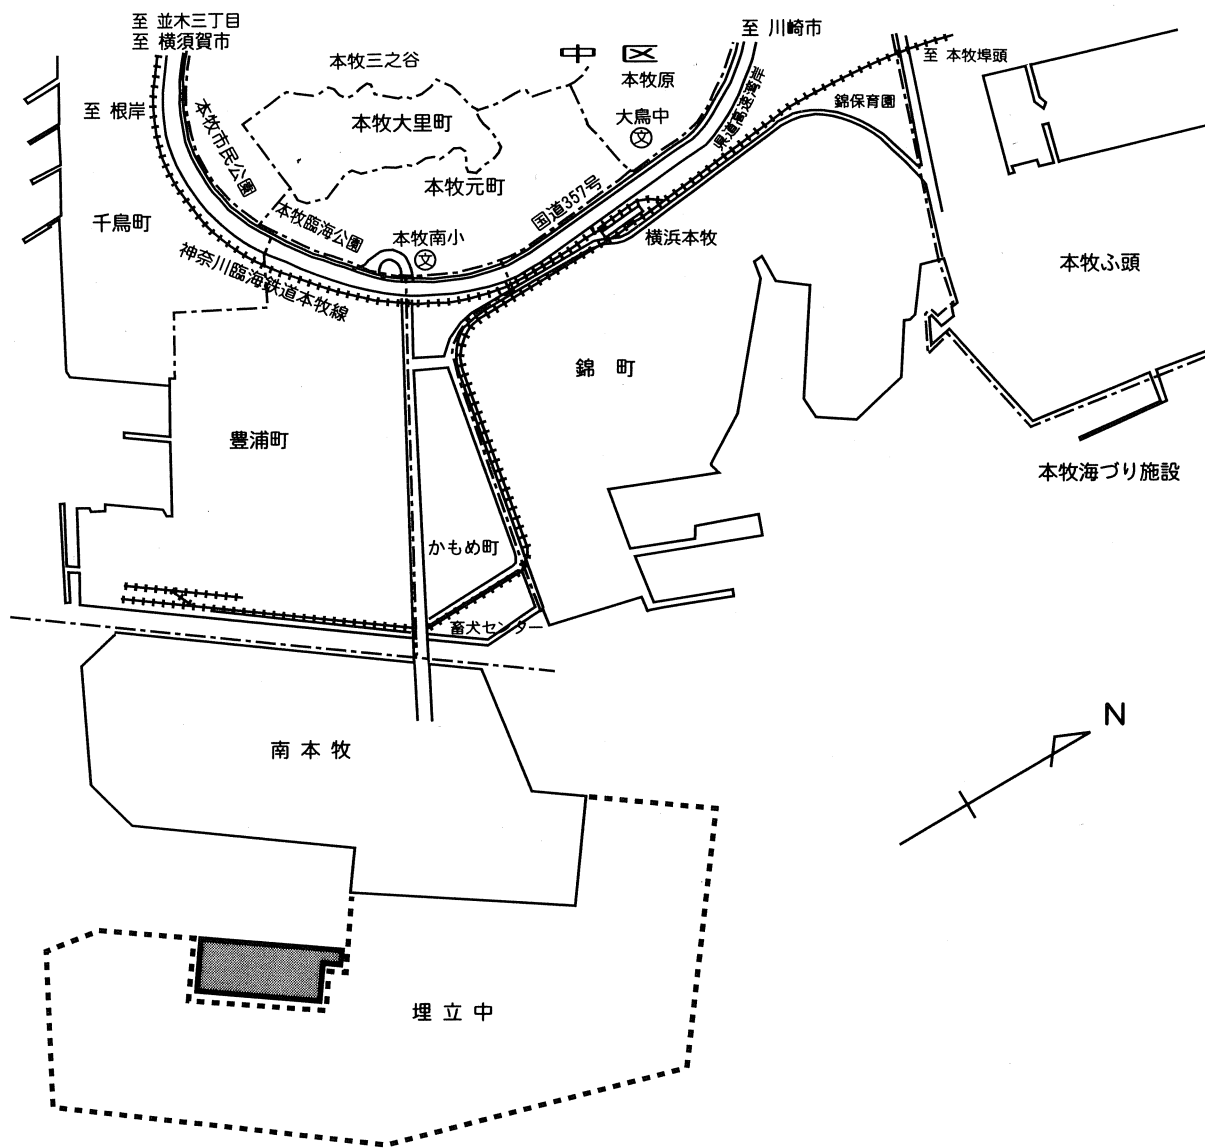 至 並木三丁目
至 横須賀市
至 川崎市
中 区
至 本牧埠頭
本牧三之谷
本牧原
至 根岸
本牧市民公園
本牧大里町
大鳥中
文
県道高速湾岸
錦保育園
本牧元町
国道357号
千鳥町
本牧臨海公園
本牧南小
文
横浜本牧
神奈川臨海鉄道本牧線
本牧ふ頭
錦 町
豊浦町
本牧海づり施設
かもめ町
畜犬センター
南本牧
N
埋立中